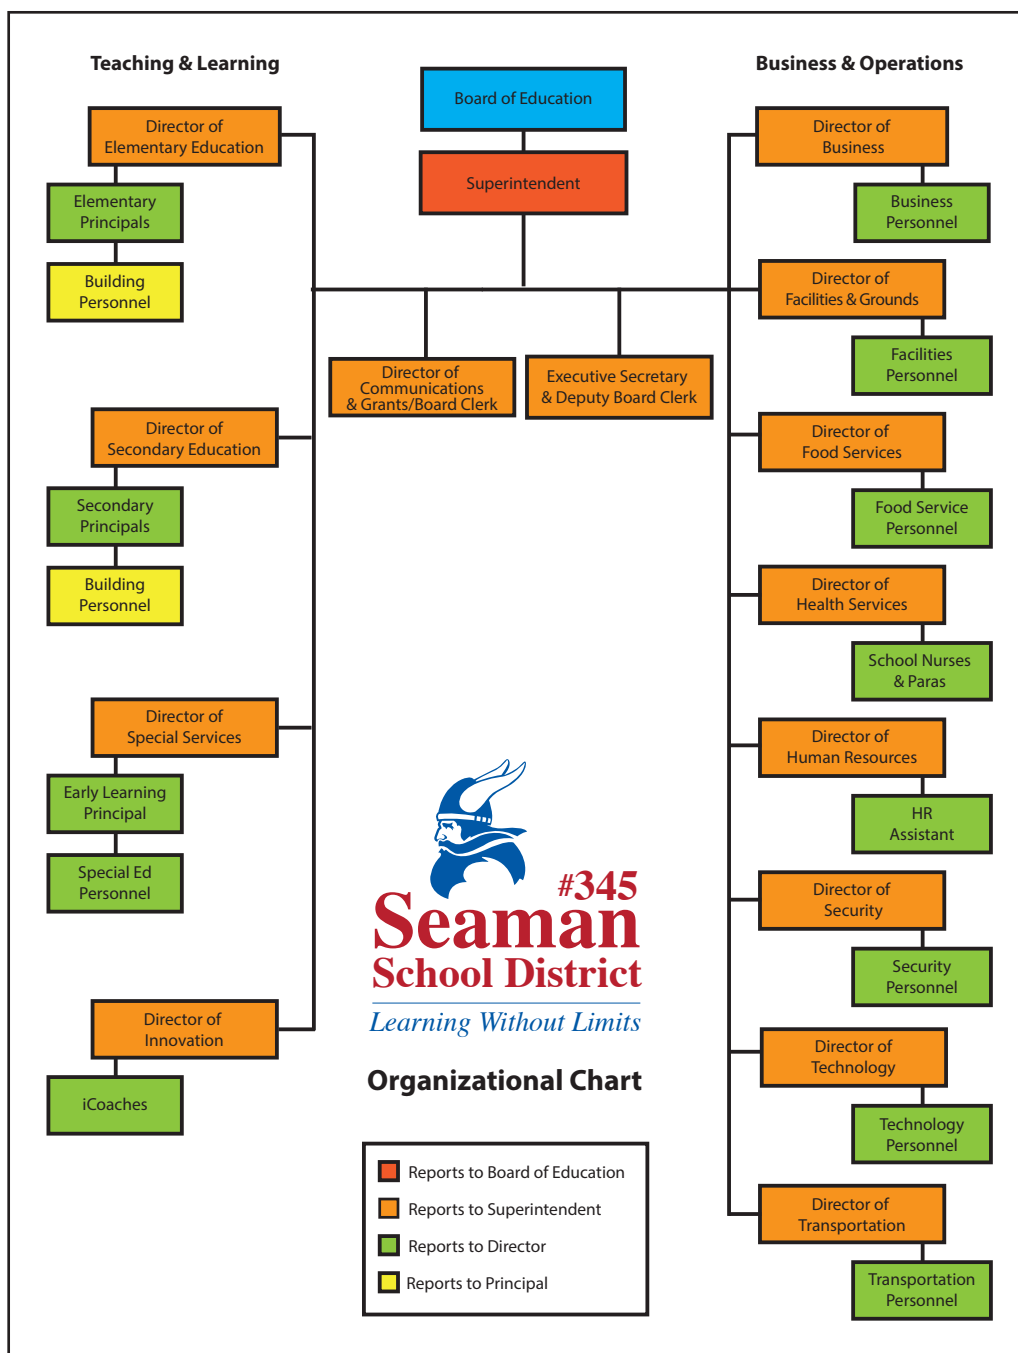 Teaching & Learning
Business & Operations
Board of Education
Superintendent
Director of
Communications
& Grants/Board Clerk
Executive Secretary
& Deputy Board Clerk
Director of
Elementary Education
Elementary
Principals
Building
Personnel
Director of
Secondary Education
Secondary
Principals
Building
Personnel
Director of
Special Services
Early Learning
Principal
Special Ed
Personnel
Director of
Innovation
iCoaches
Director of
Business
Business
Personnel
Director of
Facilities & Grounds
Facilities
Personnel
Director of
Food Services
Food Service
Personnel
Director of
Health Services
School Nurses
& Paras
Director of
Human Resources
HR
Assistant
Director of
Security
Security
Personnel
Director of
Technology
Technology
Personnel
Director of
Transportation
Transportation
Personnel
#345
Seaman
School District
Learning Without Limits
Organizational Chart
Reports to Board of Education
Reports to Superintendent
Reports to Director
Reports to Principal